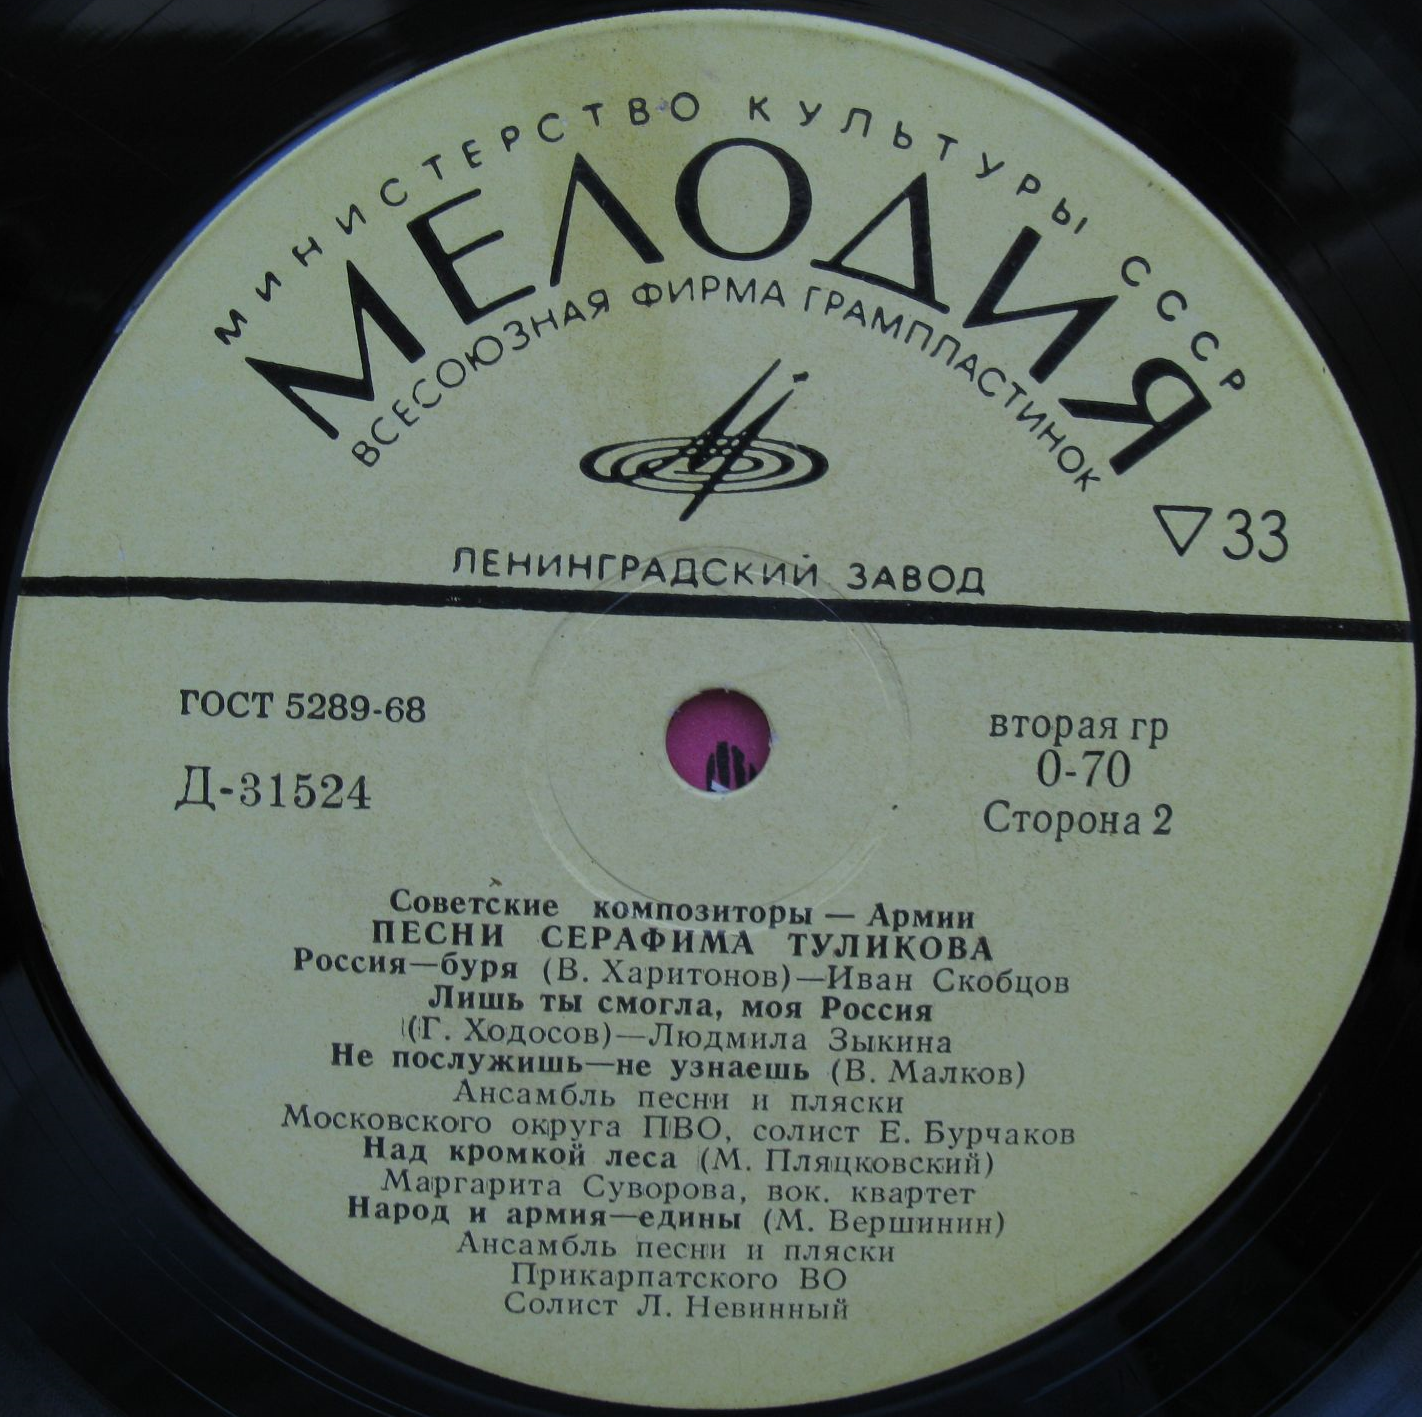 МИНИСТЕРСТВО КУЛЬТУРЫ СССР
МЕЛОДИЯ
ВСЕСОЮЗНАЯ ФИРМА ГРАМПЛАСТИНОК
▽33
ЛЕНИНГРАДСКИЙ ЗАВОД
ГОСТ 5289-68
Д-31524
вторая гр
0-70
Сторона 2
Советские композиторы — Армии
ПЕСНИ СЕРАФИМА ТУЛИКОВА
Россия—буря (В. Харитонов)—Иван Скобцов
Лишь ты смогла, моя Россия
(Г. Ходосов)—Людмила Зыкина
Не послужишь—не узнаешь (В. Малков)
Ансамбль песни и пляски
Московского округа ПВО, солист Е. Бурчаков
Над кромкой леса (М. Пляцковский)
Маргарита Суворова, вок. квартет
Народ и армия—едины (М. Вершинин)
Ансамбль песни и пляски
Прикарпатского ВО
Солист Л. Невинный